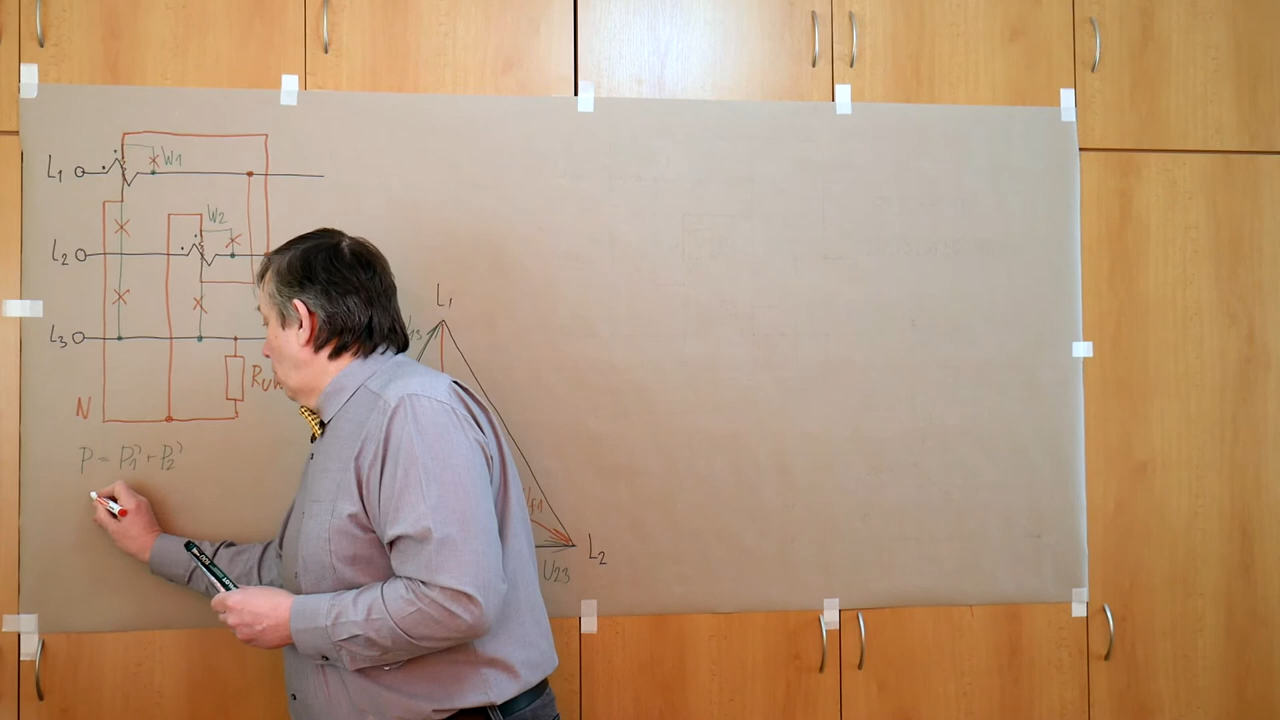 L1
W1
W2
L2
L3
N
P = P1' + P2'
L1
L2
U23